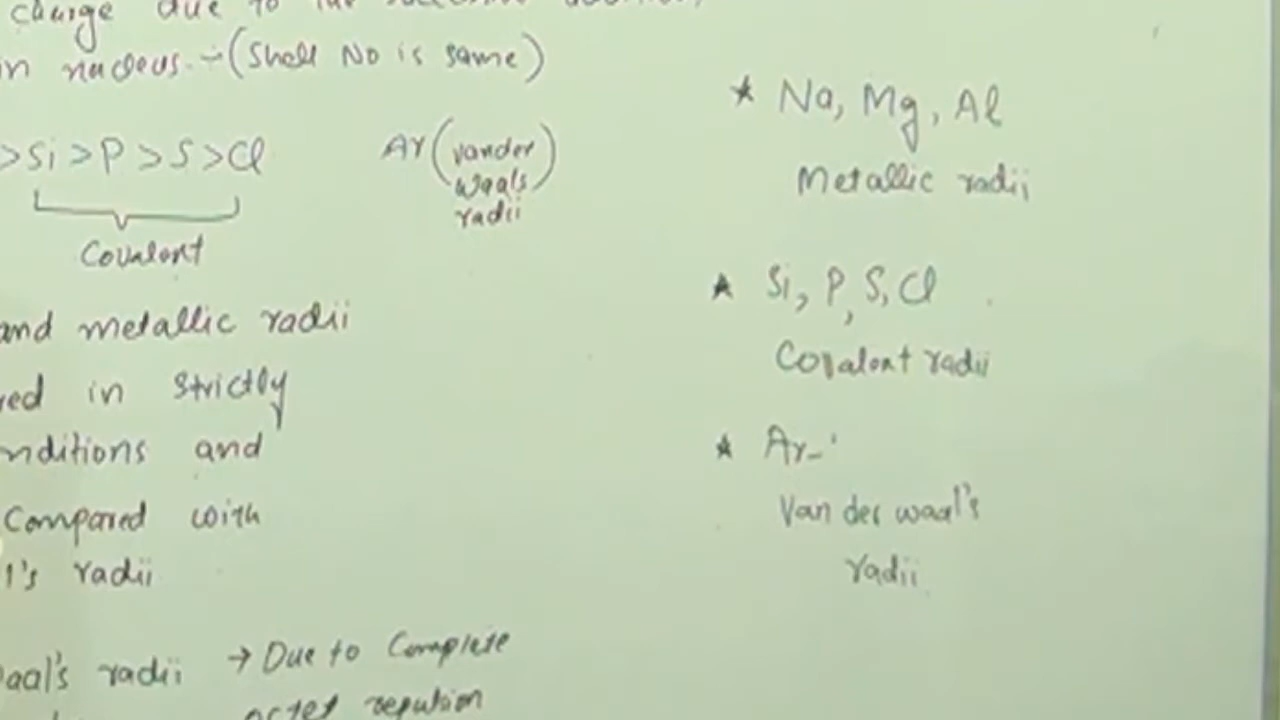 charge due to the
in nucleus. - (Shell No is same)
>Si >P >S >Cl
Covalent
Ar (vander
waals
radii)
and metallic radii
red in strictly
nditions and
Compared with
l's radii
aal's radii → Due to Complete
octet repulsion
★ Na, Mg, Al
Metallic radii
★ Si, P, S, Cl
Covalent radii
★ Ar-
Van der waal's
radii